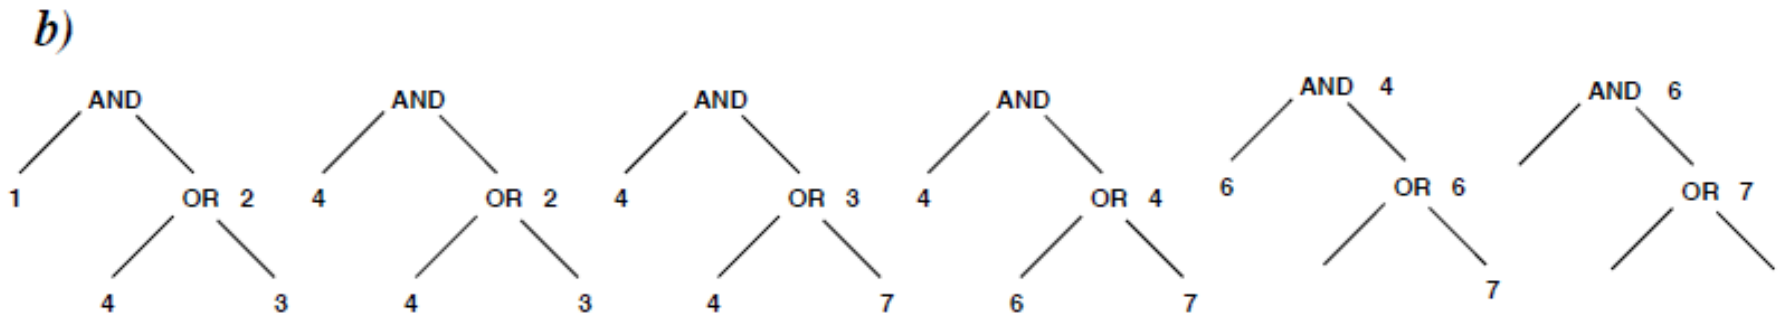 b)
AND AND AND AND AND 4 AND 6
1 OR 2 4 OR 2 4 OR 3 4 OR 4 6 OR 6 OR 7
4 3 4 3 4 7 6 7 7